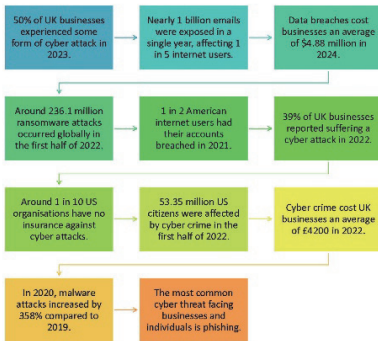 50% of UK businesses
experienced some
form of cyber attack in
2023.
Nearly 1 billion emails
were exposed in a
single year, affecting 1
in 5 internet users.
Data breaches cost
businesses an average
of $4.88 million in
2024.
Around 236.1 million
ransomware attacks
occurred globally in
the first half of 2022.
1 in 2 American
internet users had
their accounts
breached in 2021.
39% of UK businesses
reported suffering a
cyber attack in 2022.
Around 1 in 10 US
organisations have no
insurance against
cyber attacks.
53.35 million US
citizens were affected
by cyber crime in the
first half of 2022.
Cyber crime cost UK
businesses an average
of £4200 in 2022.
In 2020, malware
attacks increased by
358% compared to
2019.
The most common
cyber threat facing
businesses and
individuals is phishing.